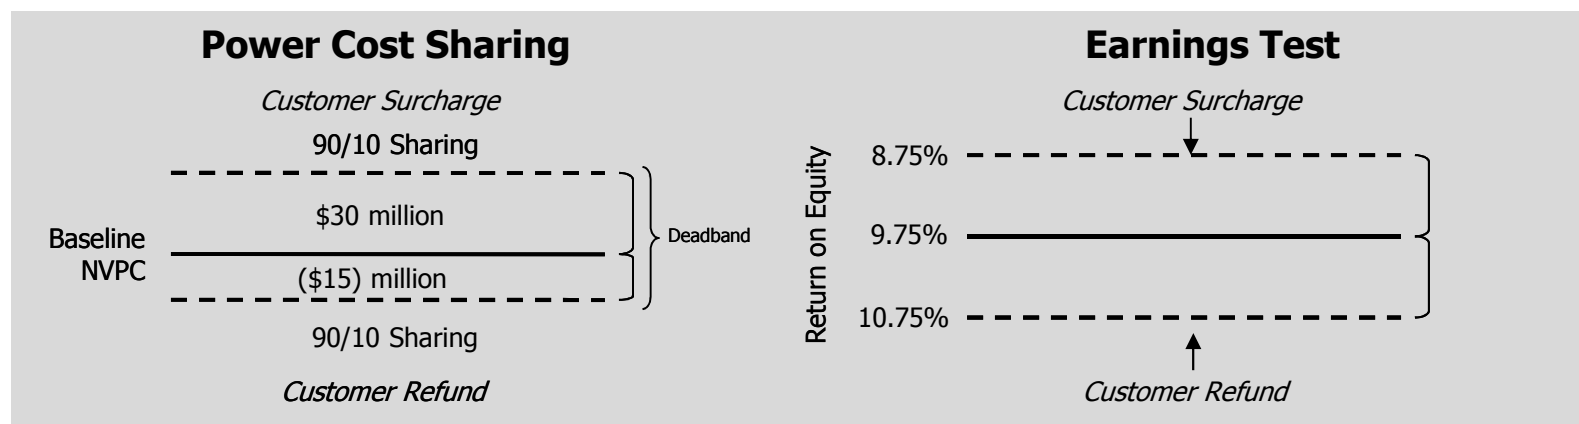 Power Cost Sharing
Customer Surcharge
90/10 Sharing
$30 million
Deadband
Baseline
NVPC
($15) million
90/10 Sharing
Customer Refund
Earnings Test
Customer Surcharge
Return on Equity
8.75%
9.75%
10.75%
Customer Refund